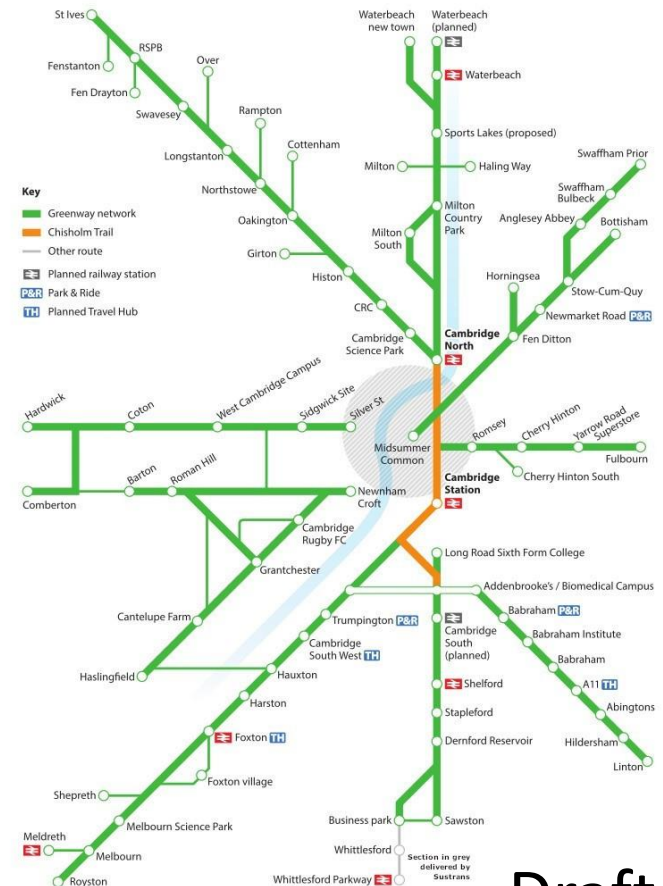 St Ives
RSPB
Fenstanton
Over
Fen Drayton
Swavesey
Rampton
Longstanton
Cottenham
Northstowe
Oakington
Girton
Histon
CRC
Cambridge
Science Park
Waterbeach
new town
Waterbeach
(planned)
Waterbeach
Sports Lakes (proposed)
Milton
Haling Way
Milton
Country
Park
Milton
South
Swaffham Prior
Swaffham
Bulbeck
Anglesey Abbey
Bottisham
Horningsea
Stow-Cum-Quy
Newmarket Road P&R
Fen Ditton
Cambridge
North
Key
Greenway network
Chisholm Trail
Other route
Planned railway station
P&R Park & Ride
TH Planned Travel Hub
Hardwick
Coton
West Cambridge Campus
Sidgwick Site
Silver St
Midsummer
Common
Romsey
Cherry Hinton
Yarrow Road
Superstore
Fulbourn
Cherry Hinton South
Comberton
Barton
Roman Hill
Newnham
Croft
Cambridge
Station
Cambridge
Rugby FC
Grantchester
Long Road Sixth Form College
Addenbrooke's / Biomedical Campus
Cantelupe Farm
Trumpington P&R
Babraham P&R
Cambridge
South West TH
Cambridge
South
(planned)
Babraham Institute
Haslingfield
Hauxton
Babraham
Harston
Shelford
A11 TH
Stapleford
Abingtons
Foxton TH
Dernford Reservoir
Hildersham
Linton
Foxton village
Shepreth
Melbourn Science Park
Business park
Sawston
Meldreth
Melbourn
Whittlesford
Section in grey
delivered by
Sustrans
Royston
Whittlesford Parkway
Draft